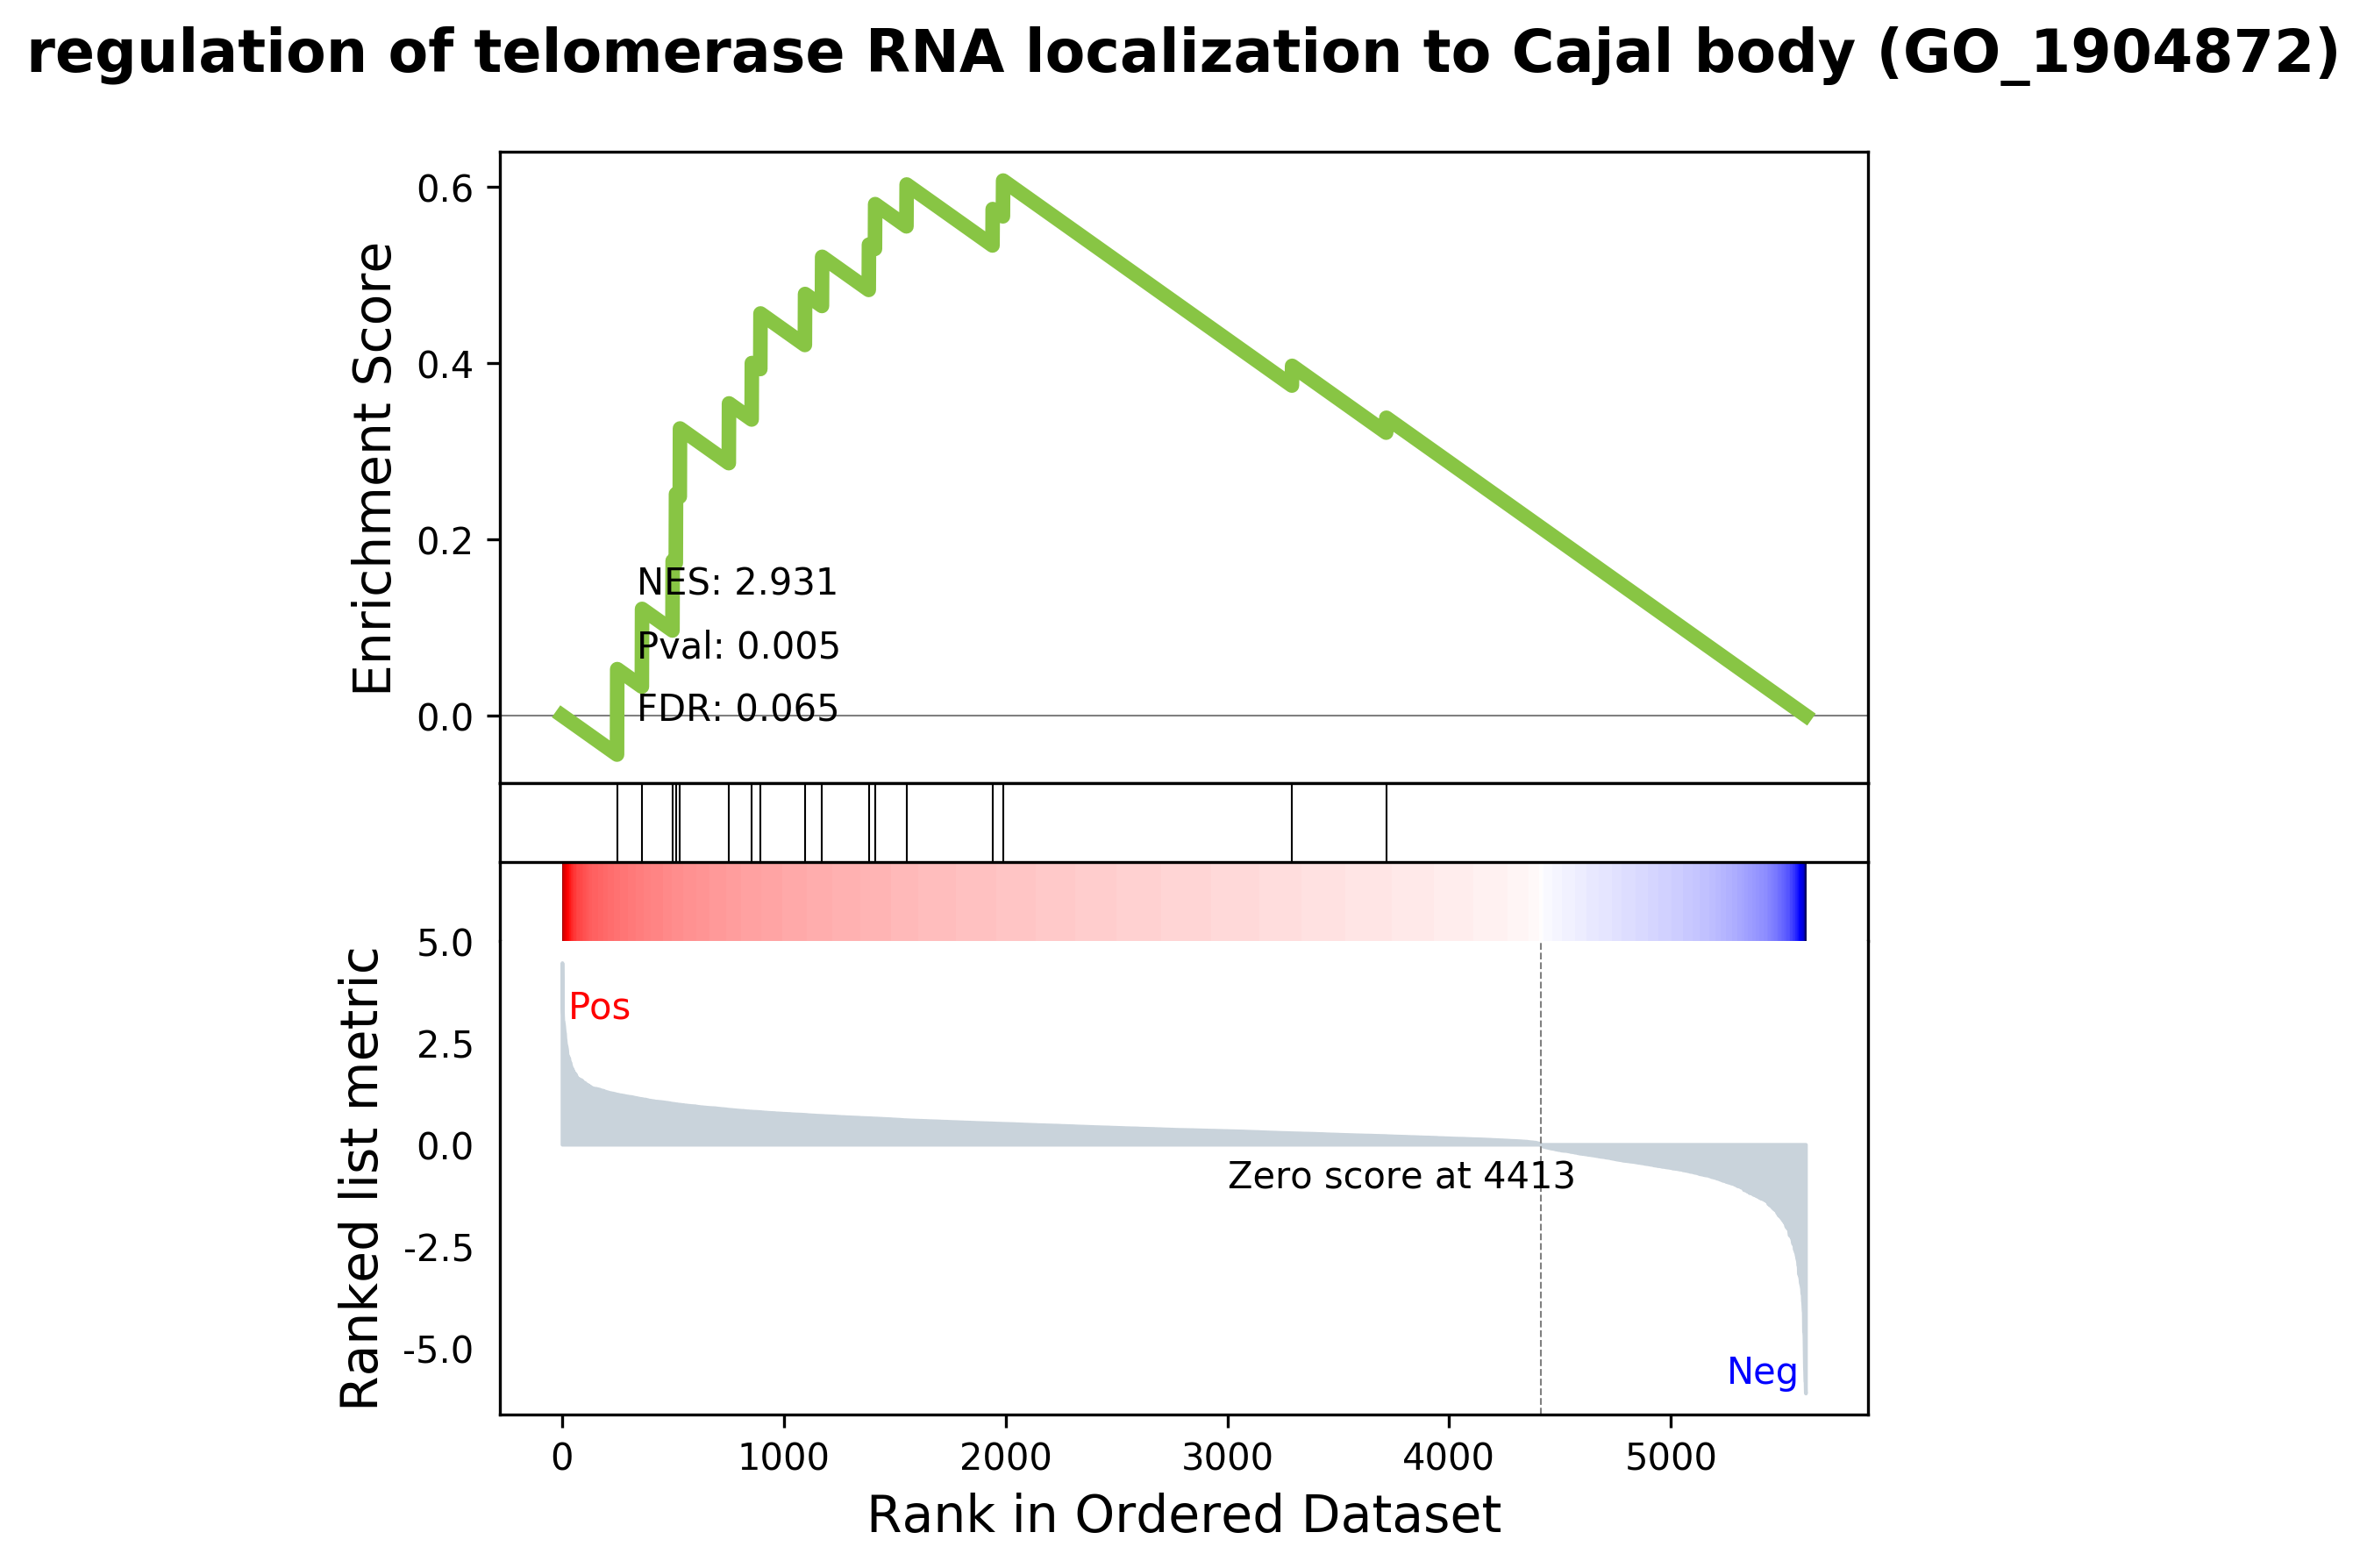 regulation of telomerase RNA localization to Cajal body (GO_1904872)
Enrichment Score
0.6
0.4
0.2
0.0
NES: 2.931
Pval: 0.005
FDR: 0.065
Ranked list metric
5.0
2.5
0.0
-2.5
-5.0
Pos
Zero score at 4413
Neg
0 1000 2000 3000 4000 5000
Rank in Ordered Dataset